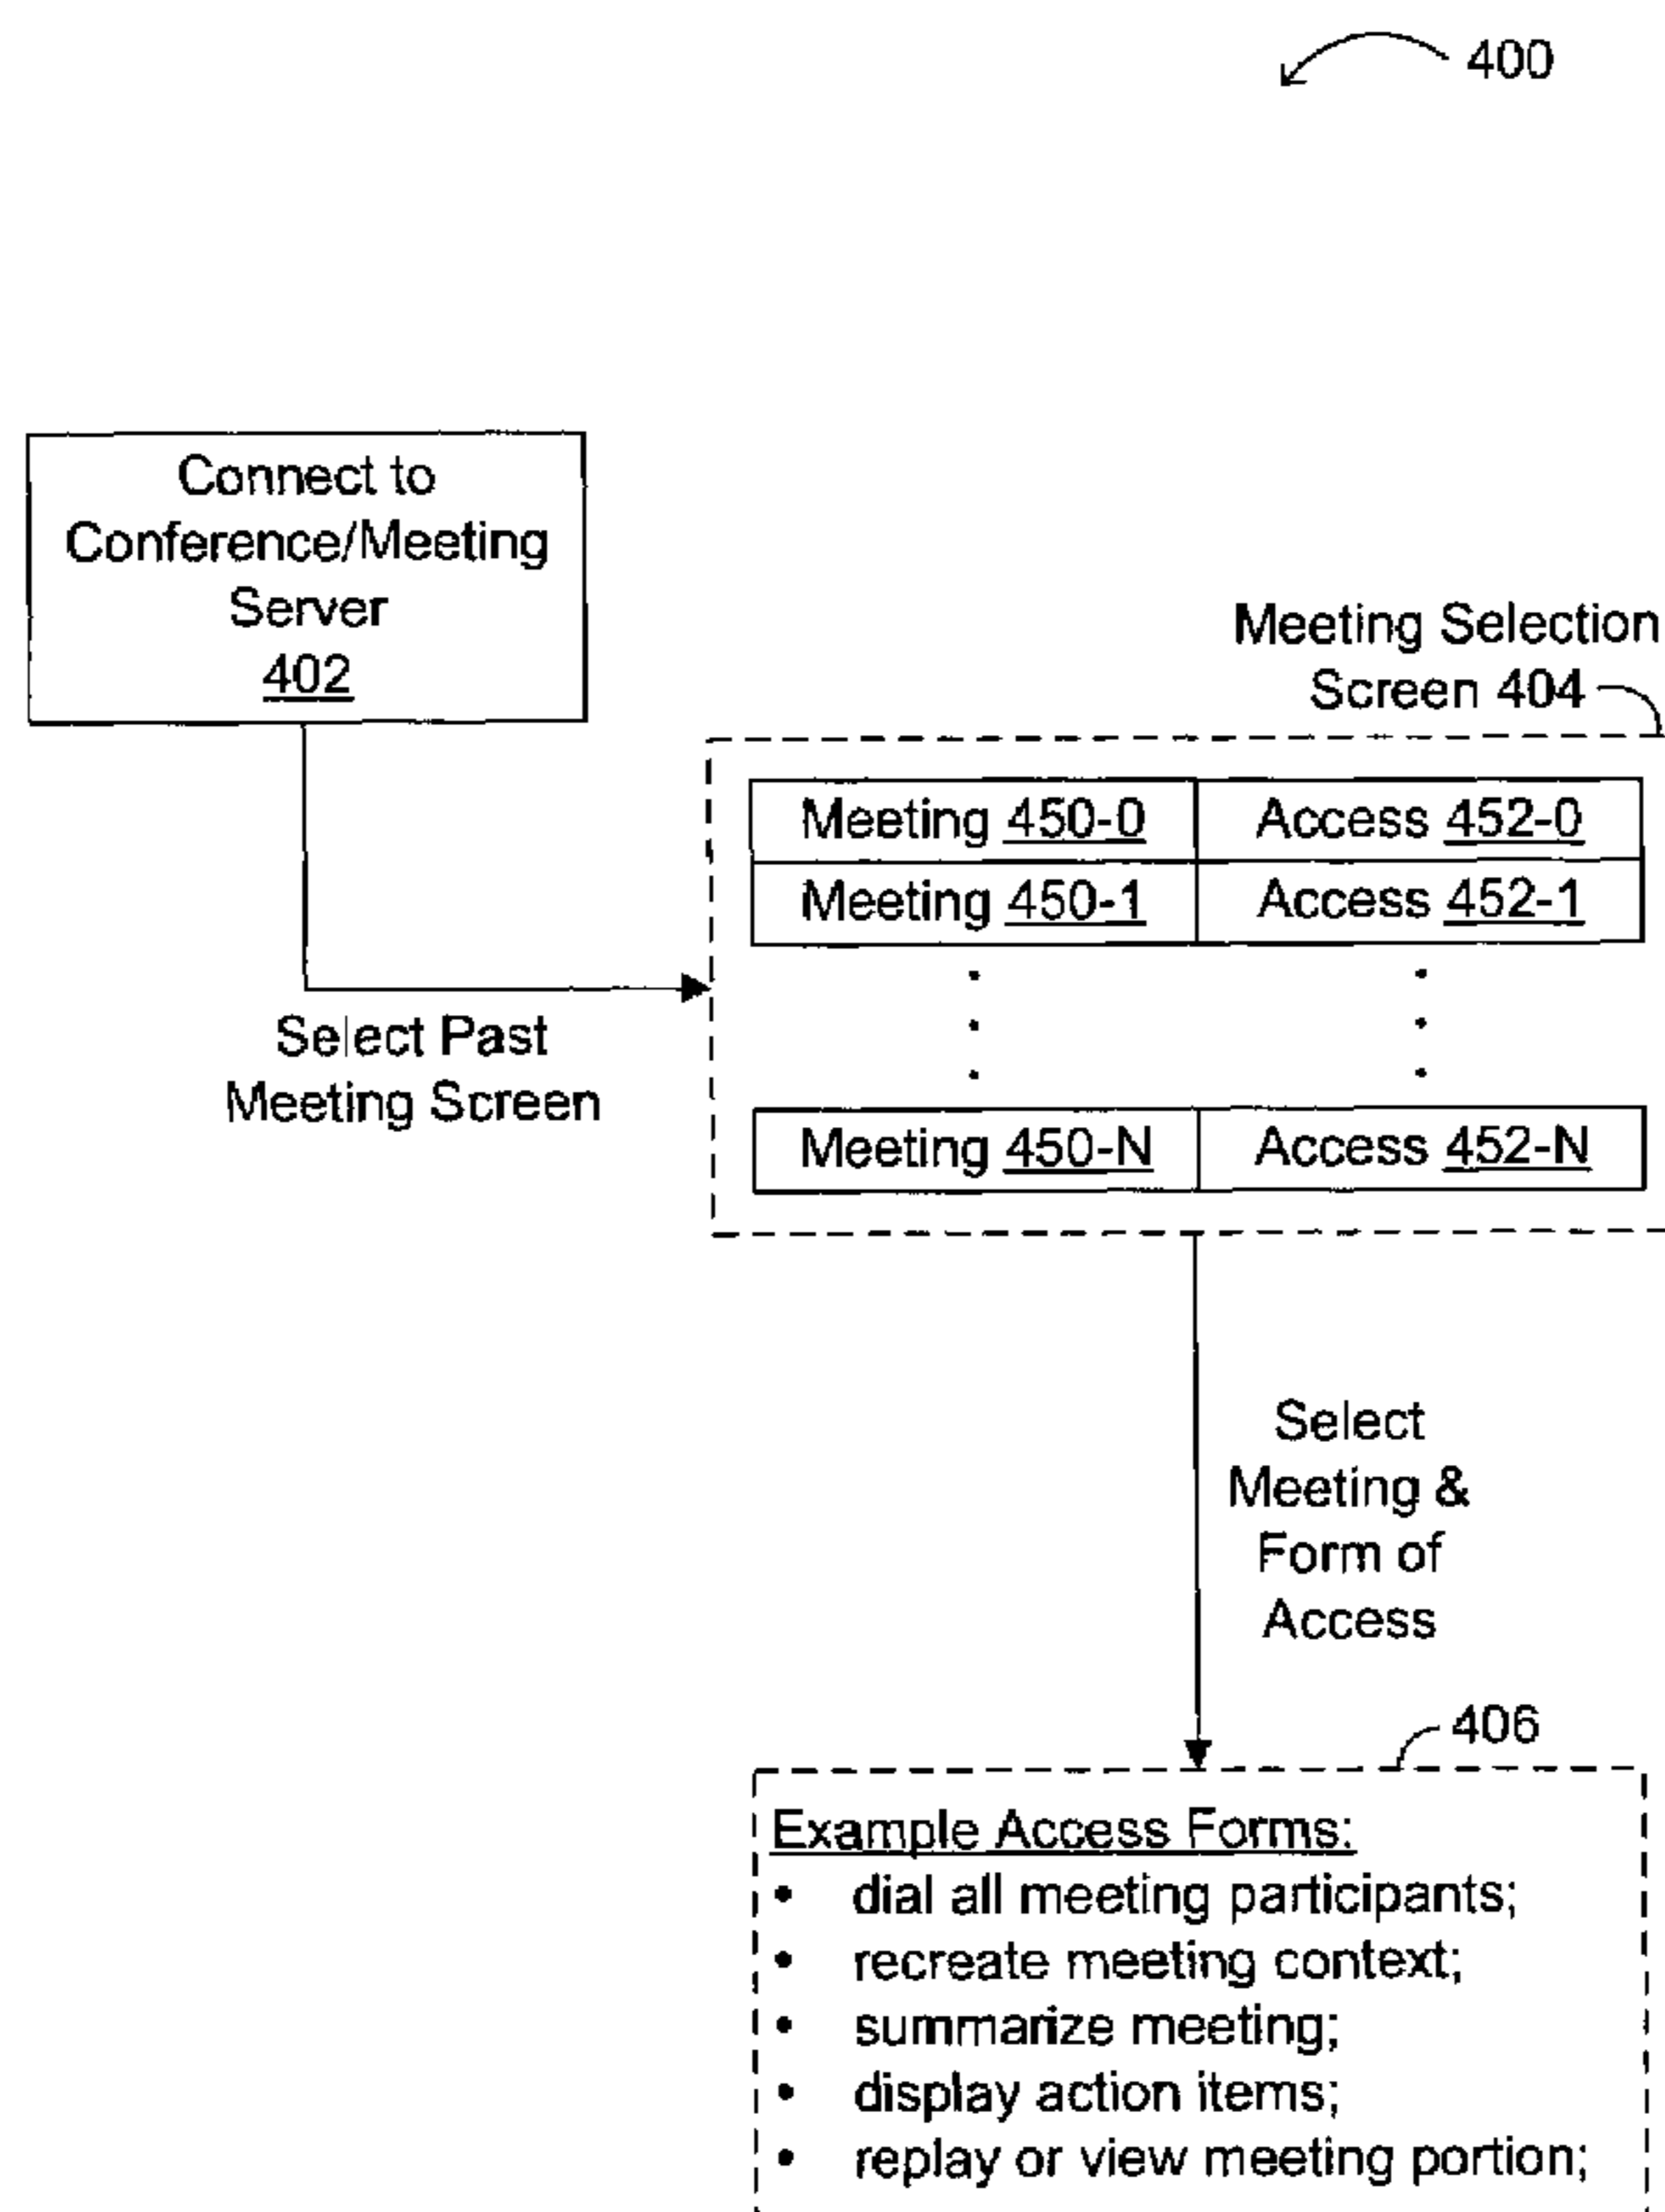 400
Connect to
Conference/Meeting
Server
402
Meeting Selection
Screen 404
Meeting 450-0 Access 452-0
Meeting 450-1 Access 452-1
Select Past
Meeting Screen
Meeting 450-N Access 452-N
Select
Meeting &
Form of
Access
406
Example Access Forms:
• dial all meeting participants;
• recreate meeting context;
• summarize meeting;
• display action items;
• replay or view meeting portion;